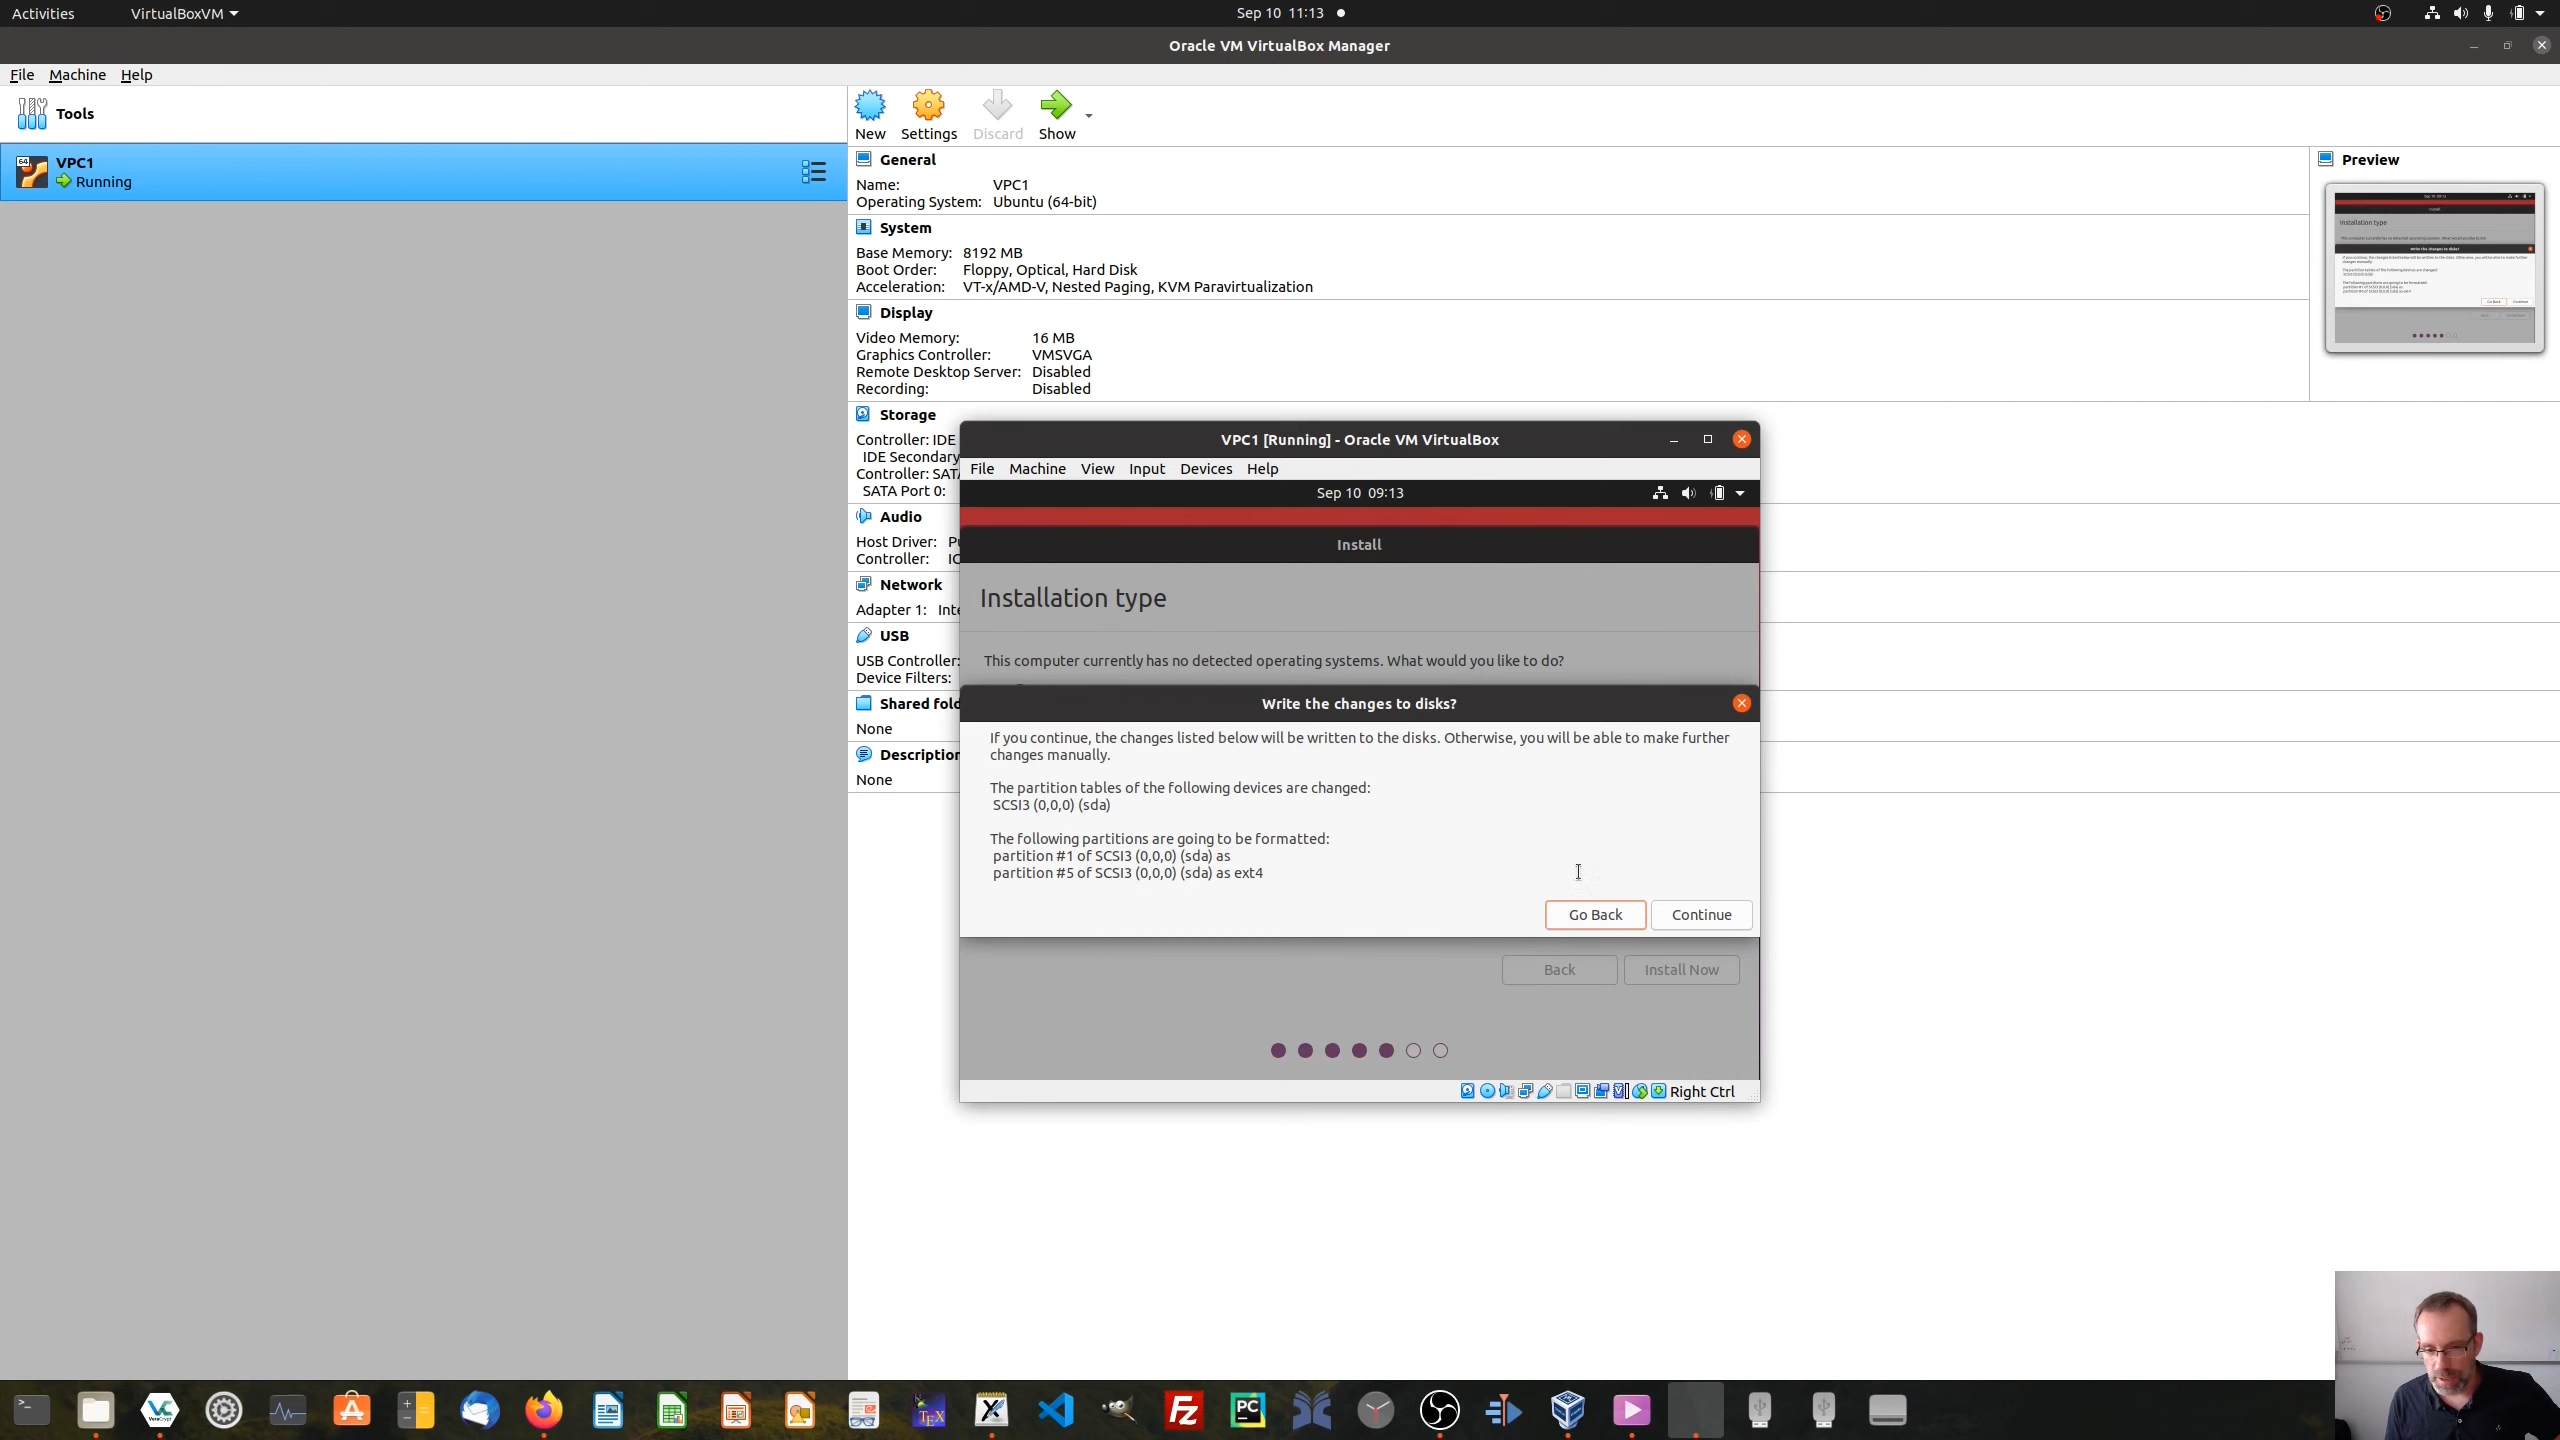 Activities
VirtualBoxVM
Sep 10 11:13
Oracle VM VirtualBox Manager
File Machine Help
Tools
New Settings Discard Show
64 VPC1
Running
General
Name: VPC1
Operating System: Ubuntu (64-bit)
System
Base Memory: 8192 MB
Boot Order: Floppy, Optical, Hard Disk
Acceleration: VT-x/AMD-V, Nested Paging, KVM Paravirtualization
Display
Video Memory: 16 MB
Graphics Controller: VMSVGA
Remote Desktop Server: Disabled
Recording: Disabled
Preview
Storage
Controller: IDE
IDE Secondary
Controller: SATA
SATA Port 0:
Audio
Host Driver:
Controller:
Network
Adapter 1: Inte
USB
USB Controller:
Device Filters:
Shared fold
None
Description
None
VPC1 [Running] - Oracle VM VirtualBox
File Machine View Input Devices Help
Sep 10 09:13
Install
Installation type
This computer currently has no detected operating systems. What would you like to do?
Write the changes to disks?
If you continue, the changes listed below will be written to the disks. Otherwise, you will be able to make further
changes manually.
The partition tables of the following devices are changed:
SCSI3 (0,0,0) (sda)
The following partitions are going to be formatted:
partition #1 of SCSI3 (0,0,0) (sda) as
partition #5 of SCSI3 (0,0,0) (sda) as ext4
Go Back Continue
Back Install Now
Right Ctrl